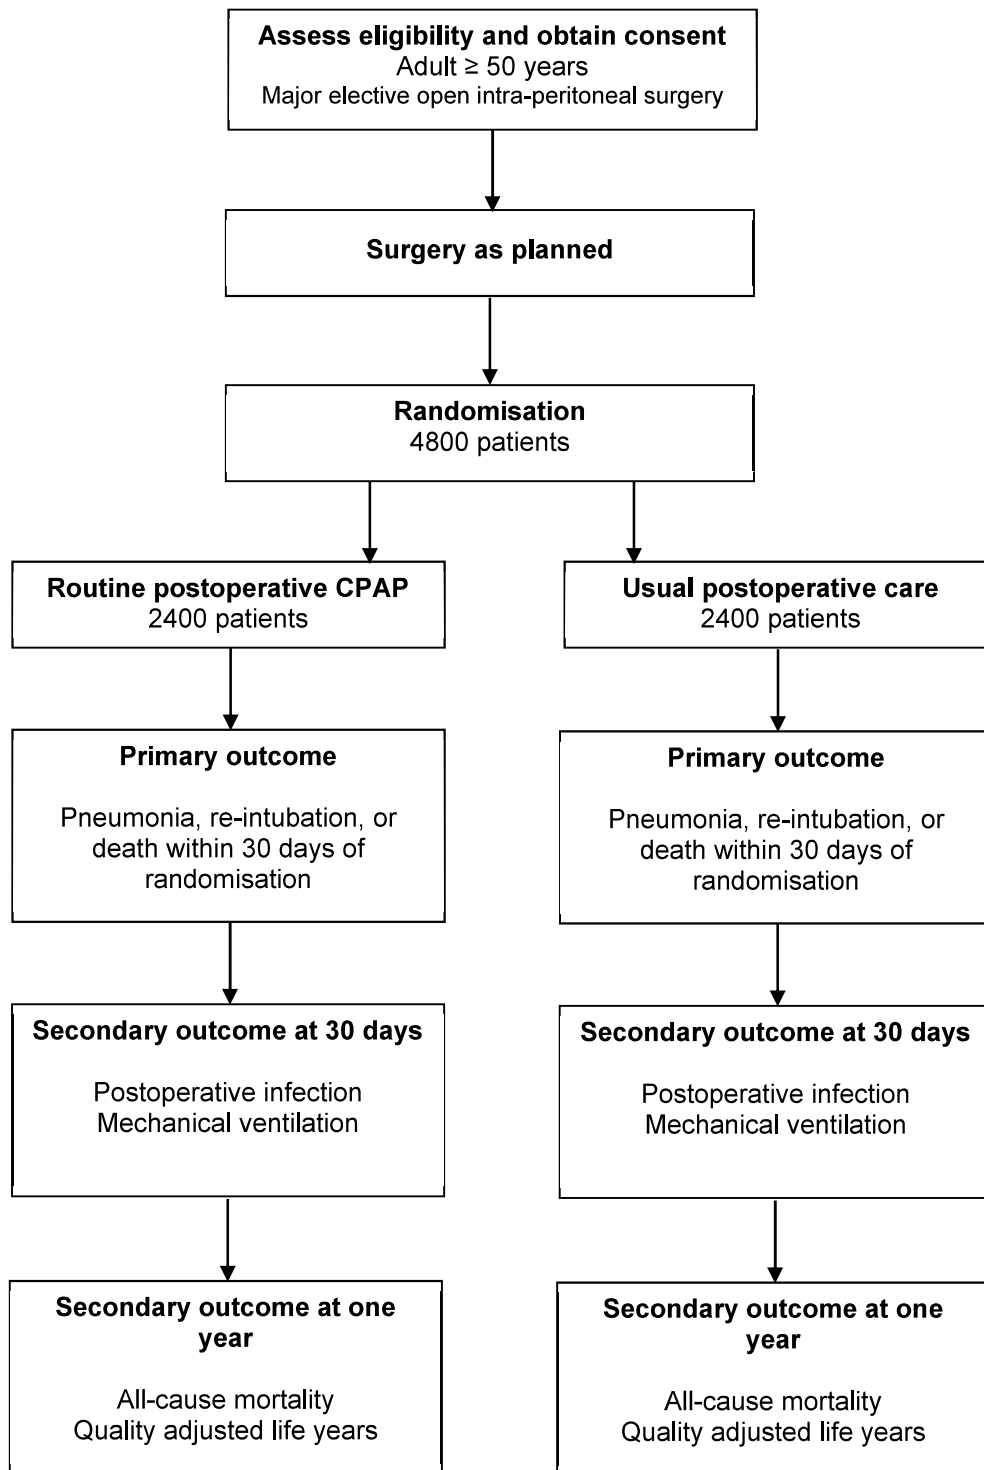 Assess eligibility and obtain consent
Adult ≥ 50 years
Major elective open intra-peritoneal surgery
Surgery as planned
Randomisation
4800 patients
Routine postoperative CPAP
2400 patients
Usual postoperative care
2400 patients
Primary outcome
Pneumonia, re-intubation, or
death within 30 days of
randomisation
Primary outcome
Pneumonia, re-intubation, or
death within 30 days of
randomisation
Secondary outcome at 30 days
Postoperative infection
Mechanical ventilation
Secondary outcome at 30 days
Postoperative infection
Mechanical ventilation
Secondary outcome at one
year
All-cause mortality
Quality adjusted life years
Secondary outcome at one
year
All-cause mortality
Quality adjusted life years